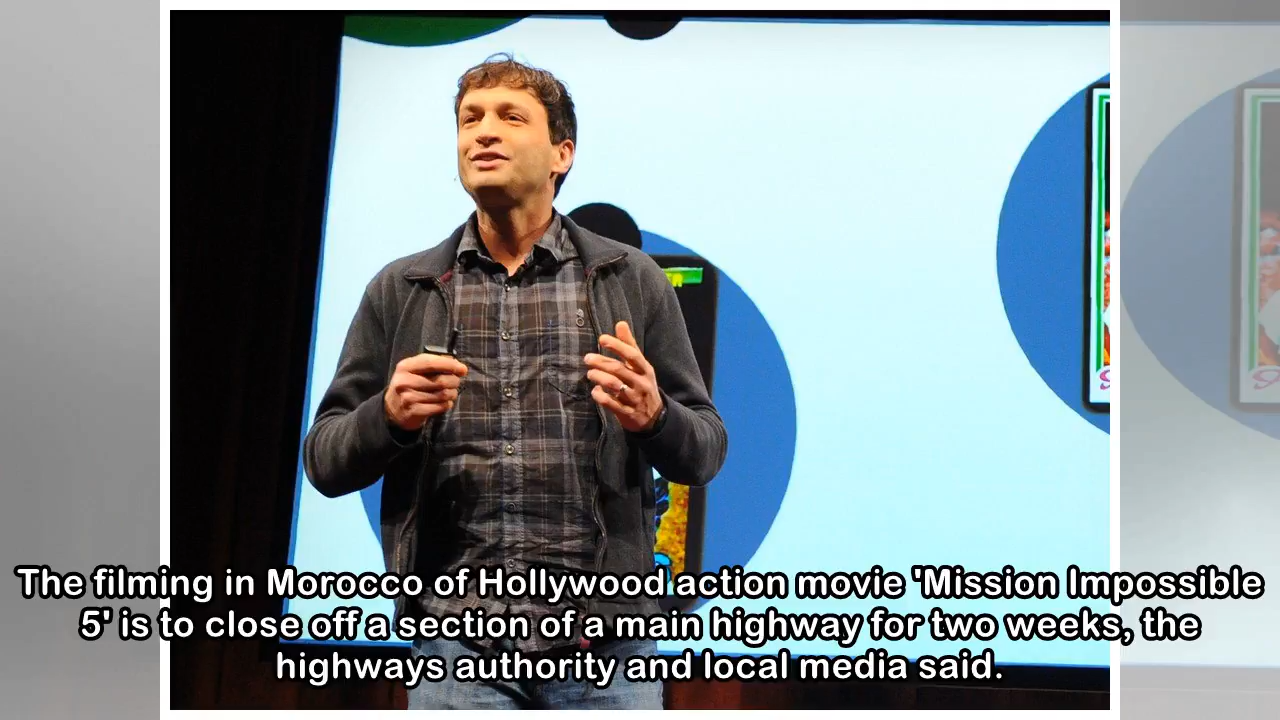 The filming in Morocco of Hollywood action movie 'Mission Impossible
5' is to close off a section of a main highway for two weeks, the
highways authority and local media said.